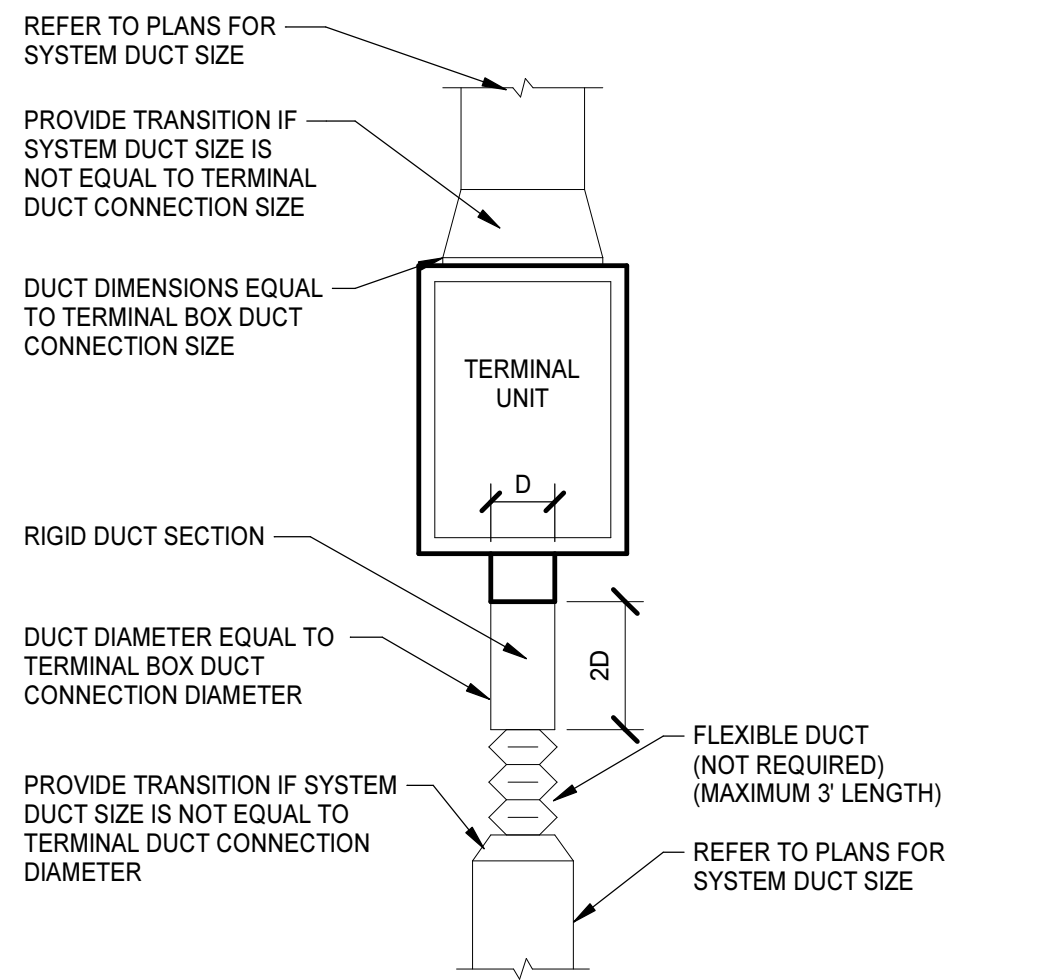 REFER TO PLANS FOR
SYSTEM DUCT SIZE
PROVIDE TRANSITION IF
SYSTEM DUCT SIZE IS
NOT EQUAL TO TERMINAL
DUCT CONNECTION SIZE
DUCT DIMENSIONS EQUAL
TO TERMINAL BOX DUCT
CONNECTION SIZE
TERMINAL
UNIT
D
RIGID DUCT SECTION
DUCT DIAMETER EQUAL TO
TERMINAL BOX DUCT
CONNECTION DIAMETER
2D
FLEXIBLE DUCT
(NOT REQUIRED)
(MAXIMUM 3' LENGTH)
PROVIDE TRANSITION IF SYSTEM
DUCT SIZE IS NOT EQUAL TO
TERMINAL DUCT CONNECTION
DIAMETER
REFER TO PLANS FOR
SYSTEM DUCT SIZE